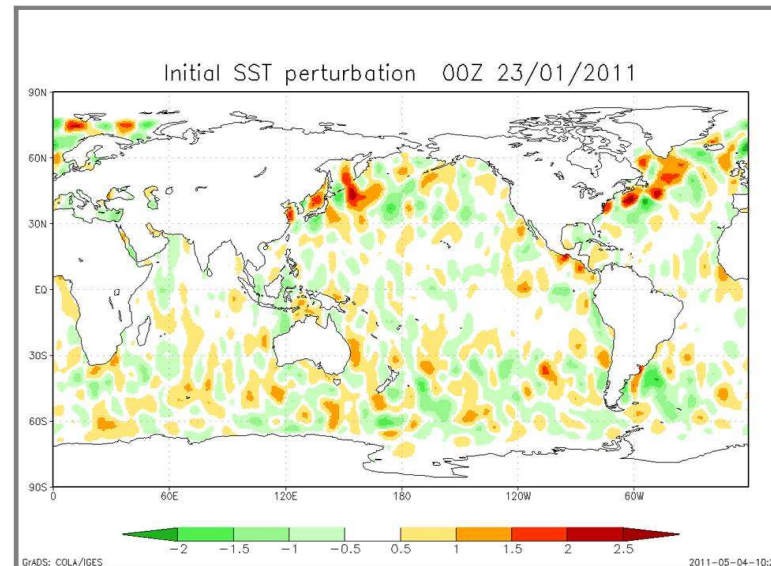 Initial SST perturbation 00Z 23/01/2011
90N
60N
30N
EQ
30S
60S
90S
0 60E 120E 180 120W 60W
-2 -1.5 -1 -0.5 0.5 1 1.5 2 2.5
GrADS: COLA/IGES
2011-05-04-10:2